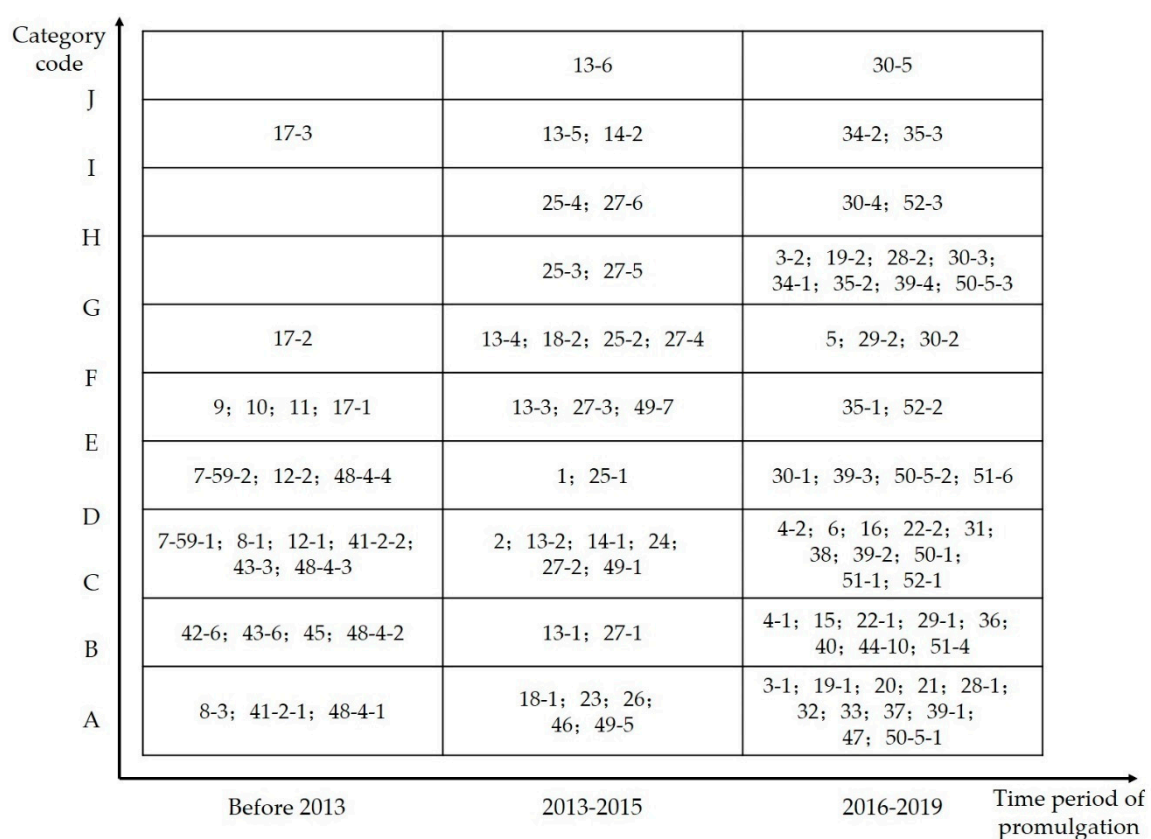 Category
code
13-6
30-5
J
17-3
13-5; 14-2
34-2; 35-3
I
25-4; 27-6
30-4; 52-3
H
25-3; 27-5
3-2; 19-2; 28-2; 30-3;
34-1; 35-2; 39-4; 50-5-3
G
17-2
13-4; 18-2; 25-2; 27-4
5; 29-2; 30-2
F
9; 10; 11; 17-1
13-3; 27-3; 49-7
35-1; 52-2
E
7-59-2; 12-2; 48-4-4
1; 25-1
30-1; 39-3; 50-5-2; 51-6
D
7-59-1; 8-1; 12-1; 41-2-2;
43-3; 48-4-3
2; 13-2; 14-1; 24;
27-2; 49-1
4-2; 6; 16; 22-2; 31;
38; 39-2; 50-1;
51-1; 52-1
C
42-6; 43-6; 45; 48-4-2
13-1; 27-1
4-1; 15; 22-1; 29-1; 36;
40; 44-10; 51-4
B
8-3; 41-2-1; 48-4-1
18-1; 23; 26;
46; 49-5
3-1; 19-1; 20; 21; 28-1;
32; 33; 37; 39-1;
47; 50-5-1
A
Before 2013
2013-2015
2016-2019
Time period of
promulgation